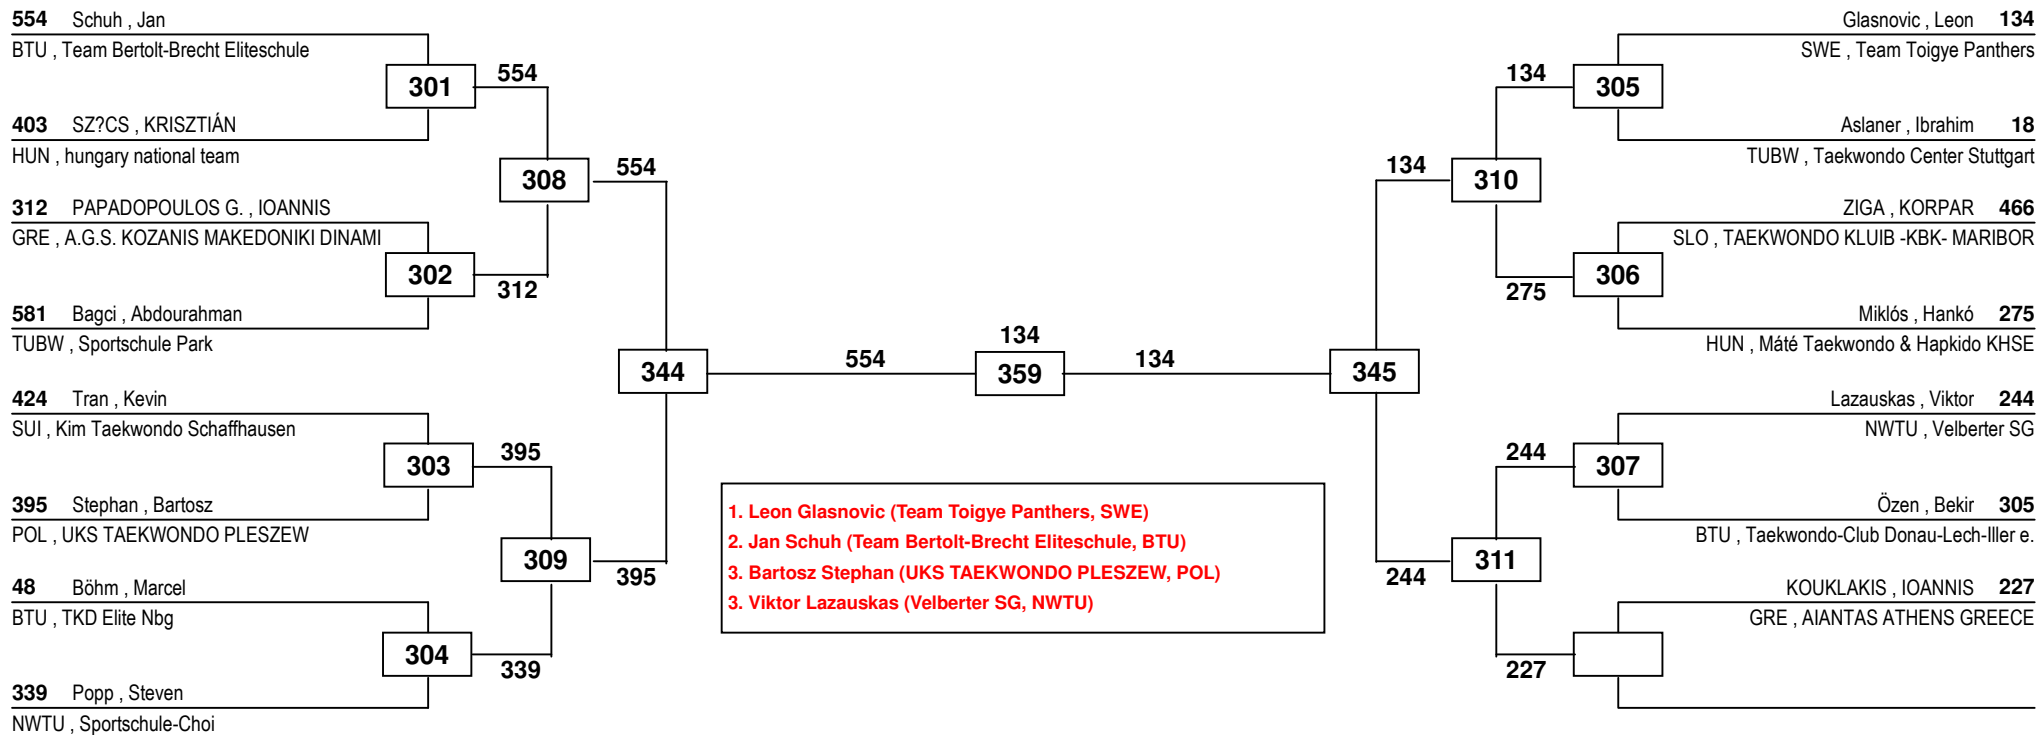 554 Schuh , Jan
BTU , Team Bertolt-Brecht Eliteschule
301
554
403 SZ?CS , KRISZTIÁN
HUN , hungary national team
308
554
312 PAPADOPOULOS G. , IOANNIS
GRE , A.G.S. KOZANIS MAKEDONIKI DINAMI
302
312
581 Bagci , Abdourahman
TUBW , Sportschule Park
344
554
424 Tran , Kevin
SUI , Kim Taekwondo Schaffhausen
303
395
395 Stephan , Bartosz
POL , UKS TAEKWONDO PLESZEW
309
395
48 Böhm , Marcel
BTU , TKD Elite Nbg
304
339
339 Popp , Steven
NWTU , Sportschule-Choi
134
359
134
1. Leon Glasnovic (Team Toigye Panthers, SWE)
2. Jan Schuh (Team Bertolt-Brecht Eliteschule, BTU)
3. Bartosz Stephan (UKS TAEKWONDO PLESZEW, POL)
3. Viktor Lazauskas (Velberter SG, NWTU)
Glasnovic , Leon 134
SWE , Team Toigye Panthers
134
305
Aslaner , Ibrahim 18
TUBW , Taekwondo Center Stuttgart
134
310
ZIGA , KORPAR 466
SLO , TAEKWONDO KLUIB -KBK- MARIBOR
306
275
Miklós , Hankó 275
HUN , Máté Taekwondo & Hapkido KHSE
345
Lazauskas , Viktor 244
NWTU , Velberter SG
244
307
Özen , Bekir 305
BTU , Taekwondo-Club Donau-Lech-Iller e.
311
244
KOUKLAKIS , IOANNIS 227
GRE , AIANTAS ATHENS GREECE
227